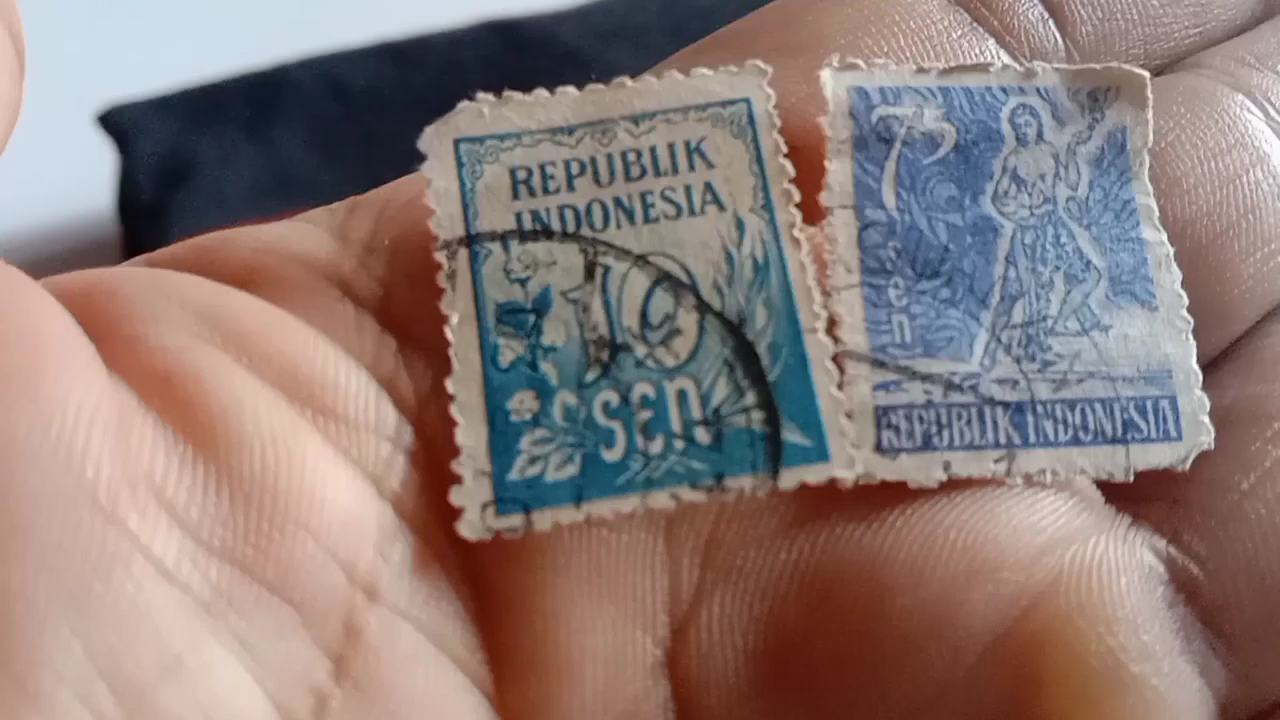 REPUBLIK
INDONESIA
10
SEN
75
sen
REPUBLIK INDONESIA